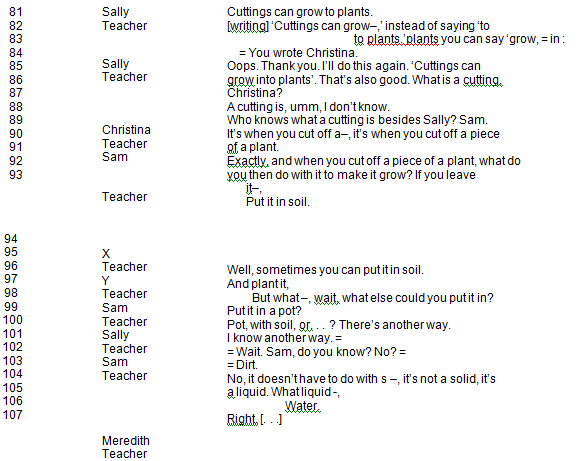 81 Sally Cuttings can grow to plants.
82 Teacher [writing] ‘Cuttings can grow–,’ instead of saying ‘to
83 to plants,’plants you can say ‘grow, = in :
84 = You wrote Christina.
85 Sally Oops. Thank you. I’ll do this again. ‘Cuttings can
86 Teacher grow into plants’. That’s also good. What is a cutting,
87 Christina?
88 A cutting is, umm, I don’t know.
89 Who knows what a cutting is besides Sally? Sam.
90 Christina It’s when you cut off a–, it’s when you cut off a piece
91 Teacher of a plant.
92 Sam Exactly, and when you cut off a piece of a plant, what do
93 you then do with it to make it grow? If you leave
it–,
Teacher Put it in soil.
94
95 X
96 Teacher Well, sometimes you can put it in soil.
97 Y And plant it,
98 Teacher But what –, wait, what else could you put it in?
99 Sam Put it in a pot?
100 Teacher Pot, with soil, or. . . ? There’s another way.
101 Sally I know another way. =
102 Teacher = Wait. Sam, do you know? No? =
103 Sam = Dirt.
104 Teacher No, it doesn’t have to do with s –, it’s not a solid, it’s
105 a liquid. What liquid -,
106 Water.
107 Right, [. . .]
Meredith
Teacher